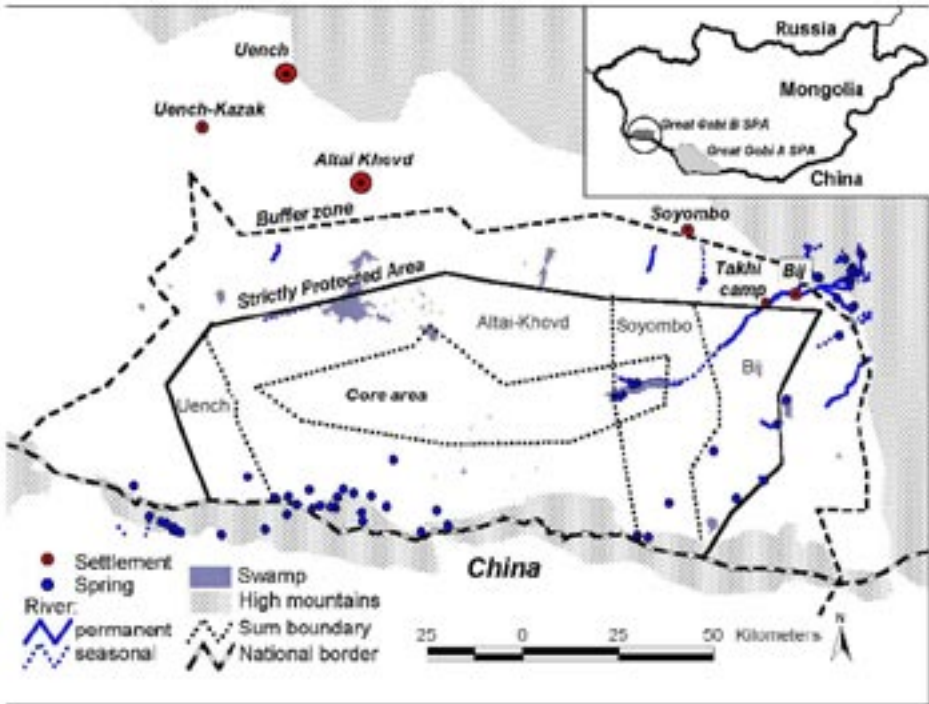 Uench
Uench-Kazak
Altai Khovd
Buffer zone
Soyombo
Takhi
camp
Bij
Strictly Protected Area
Altai-Khovd
Soyombo
Bij
Uench
Core area
China
Russia
Mongolia
Great Gobi B SPA
Great Gobi A SPA
China
Settlement
Spring
River:
permanent
seasonal
Swamp
High mountains
Sum boundary
National border
25 0 25 50 Kilometers
N